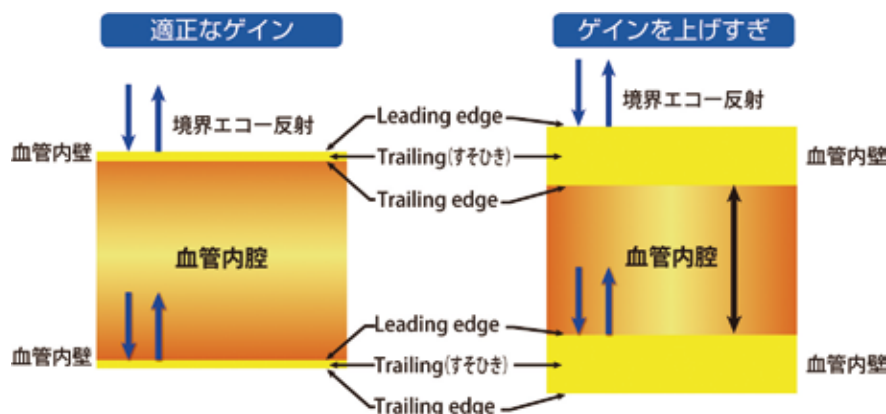 適正なゲイン
ゲインを上げすぎ
境界エコー反射
境界エコー反射
Leading edge
血管内壁
Trailing(すそひき)
血管内壁
Trailing edge
血管内腔
血管内腔
Leading edge
血管内壁
Trailing(すそひき)
血管内壁
Trailing edge